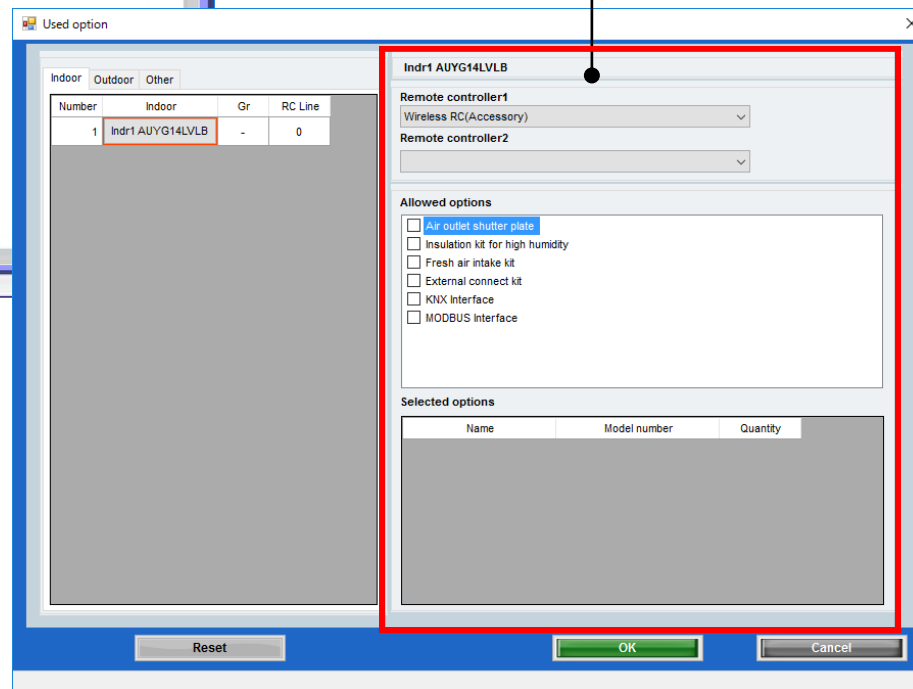 Used option
Indoor Outdoor Other
Number Indoor Gr RC Line
1 Indr1 AUYG14LVLB - 0
Indr1 AUYG14LVLB
Remote controller1
Wireless RC(Accessory)
Remote controller2
Allowed options
Air outlet shutter plate
Insulation kit for high humidity
Fresh air intake kit
External connect kit
KNX Interface
MODBUS Interface
Selected options
Name Model number Quantity
Reset OK Cancel